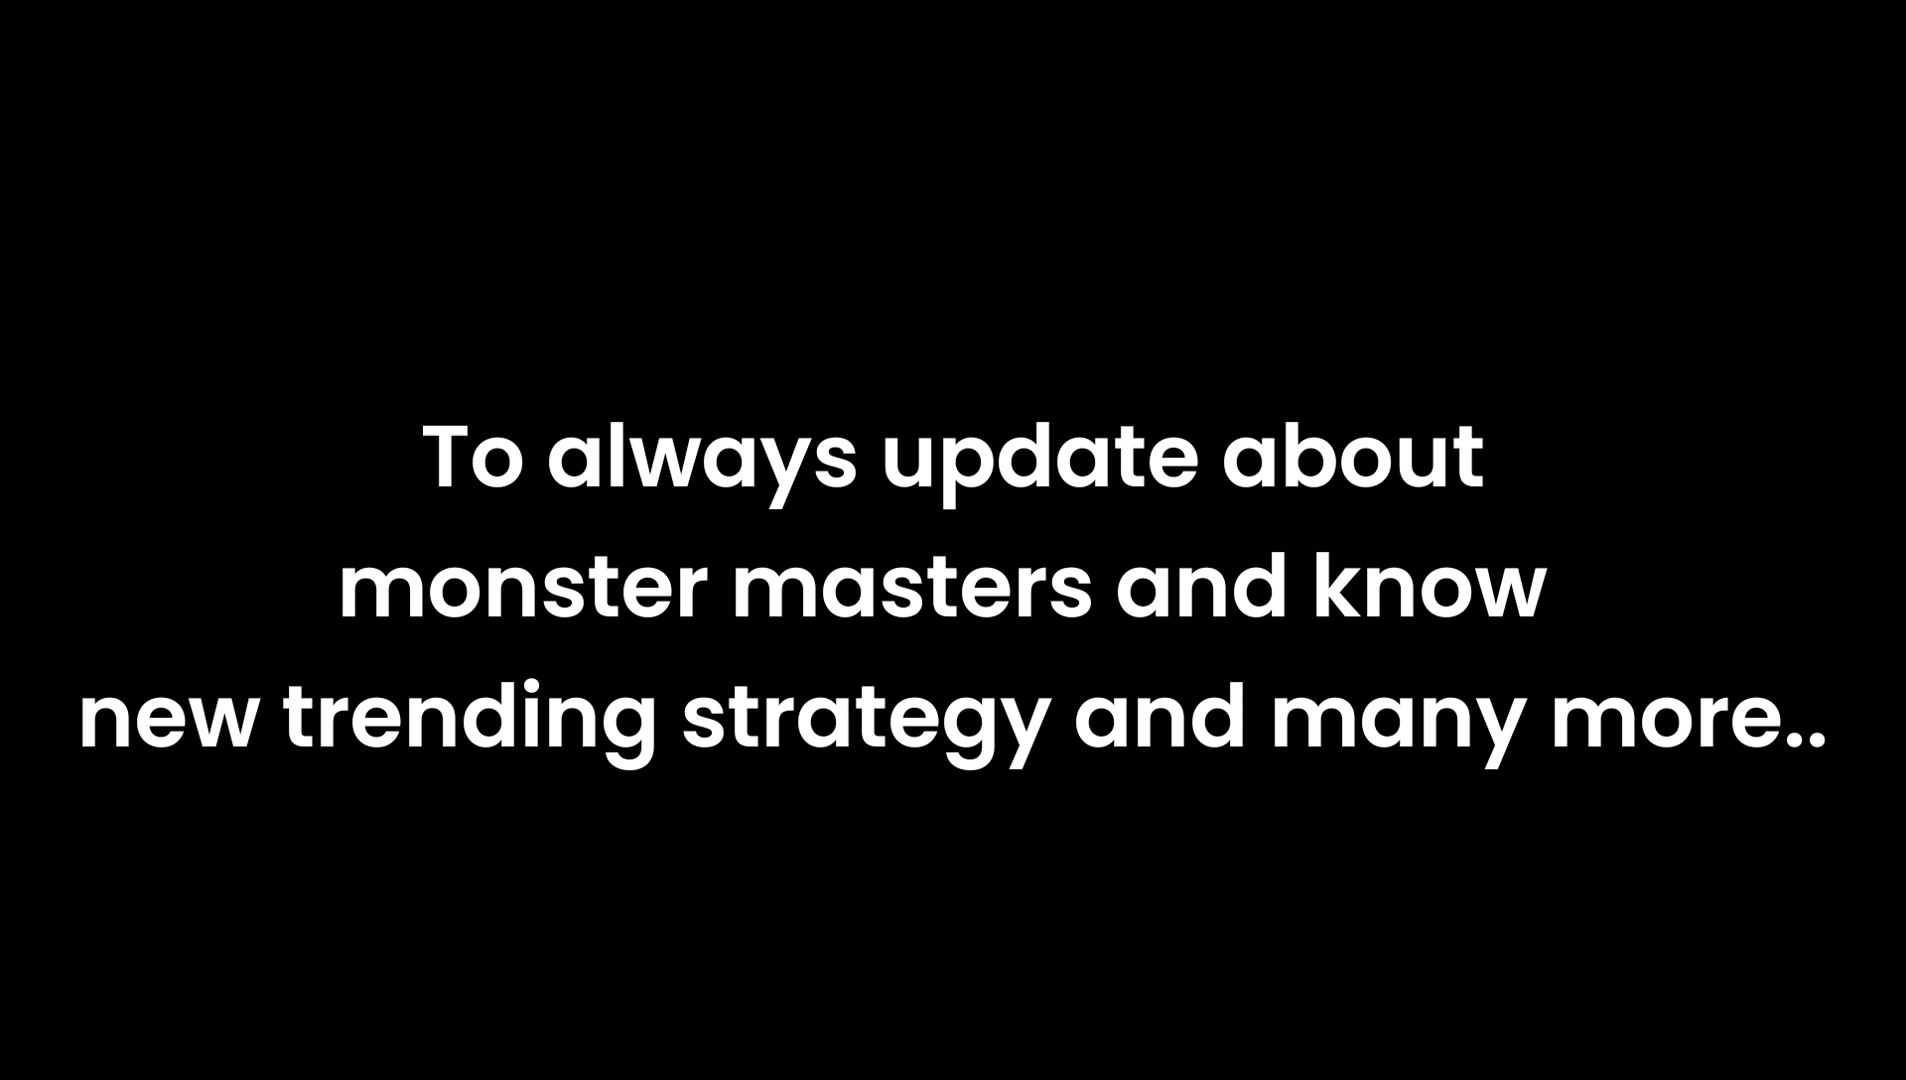 To always update about
monster masters and know
new trending strategy and many more..